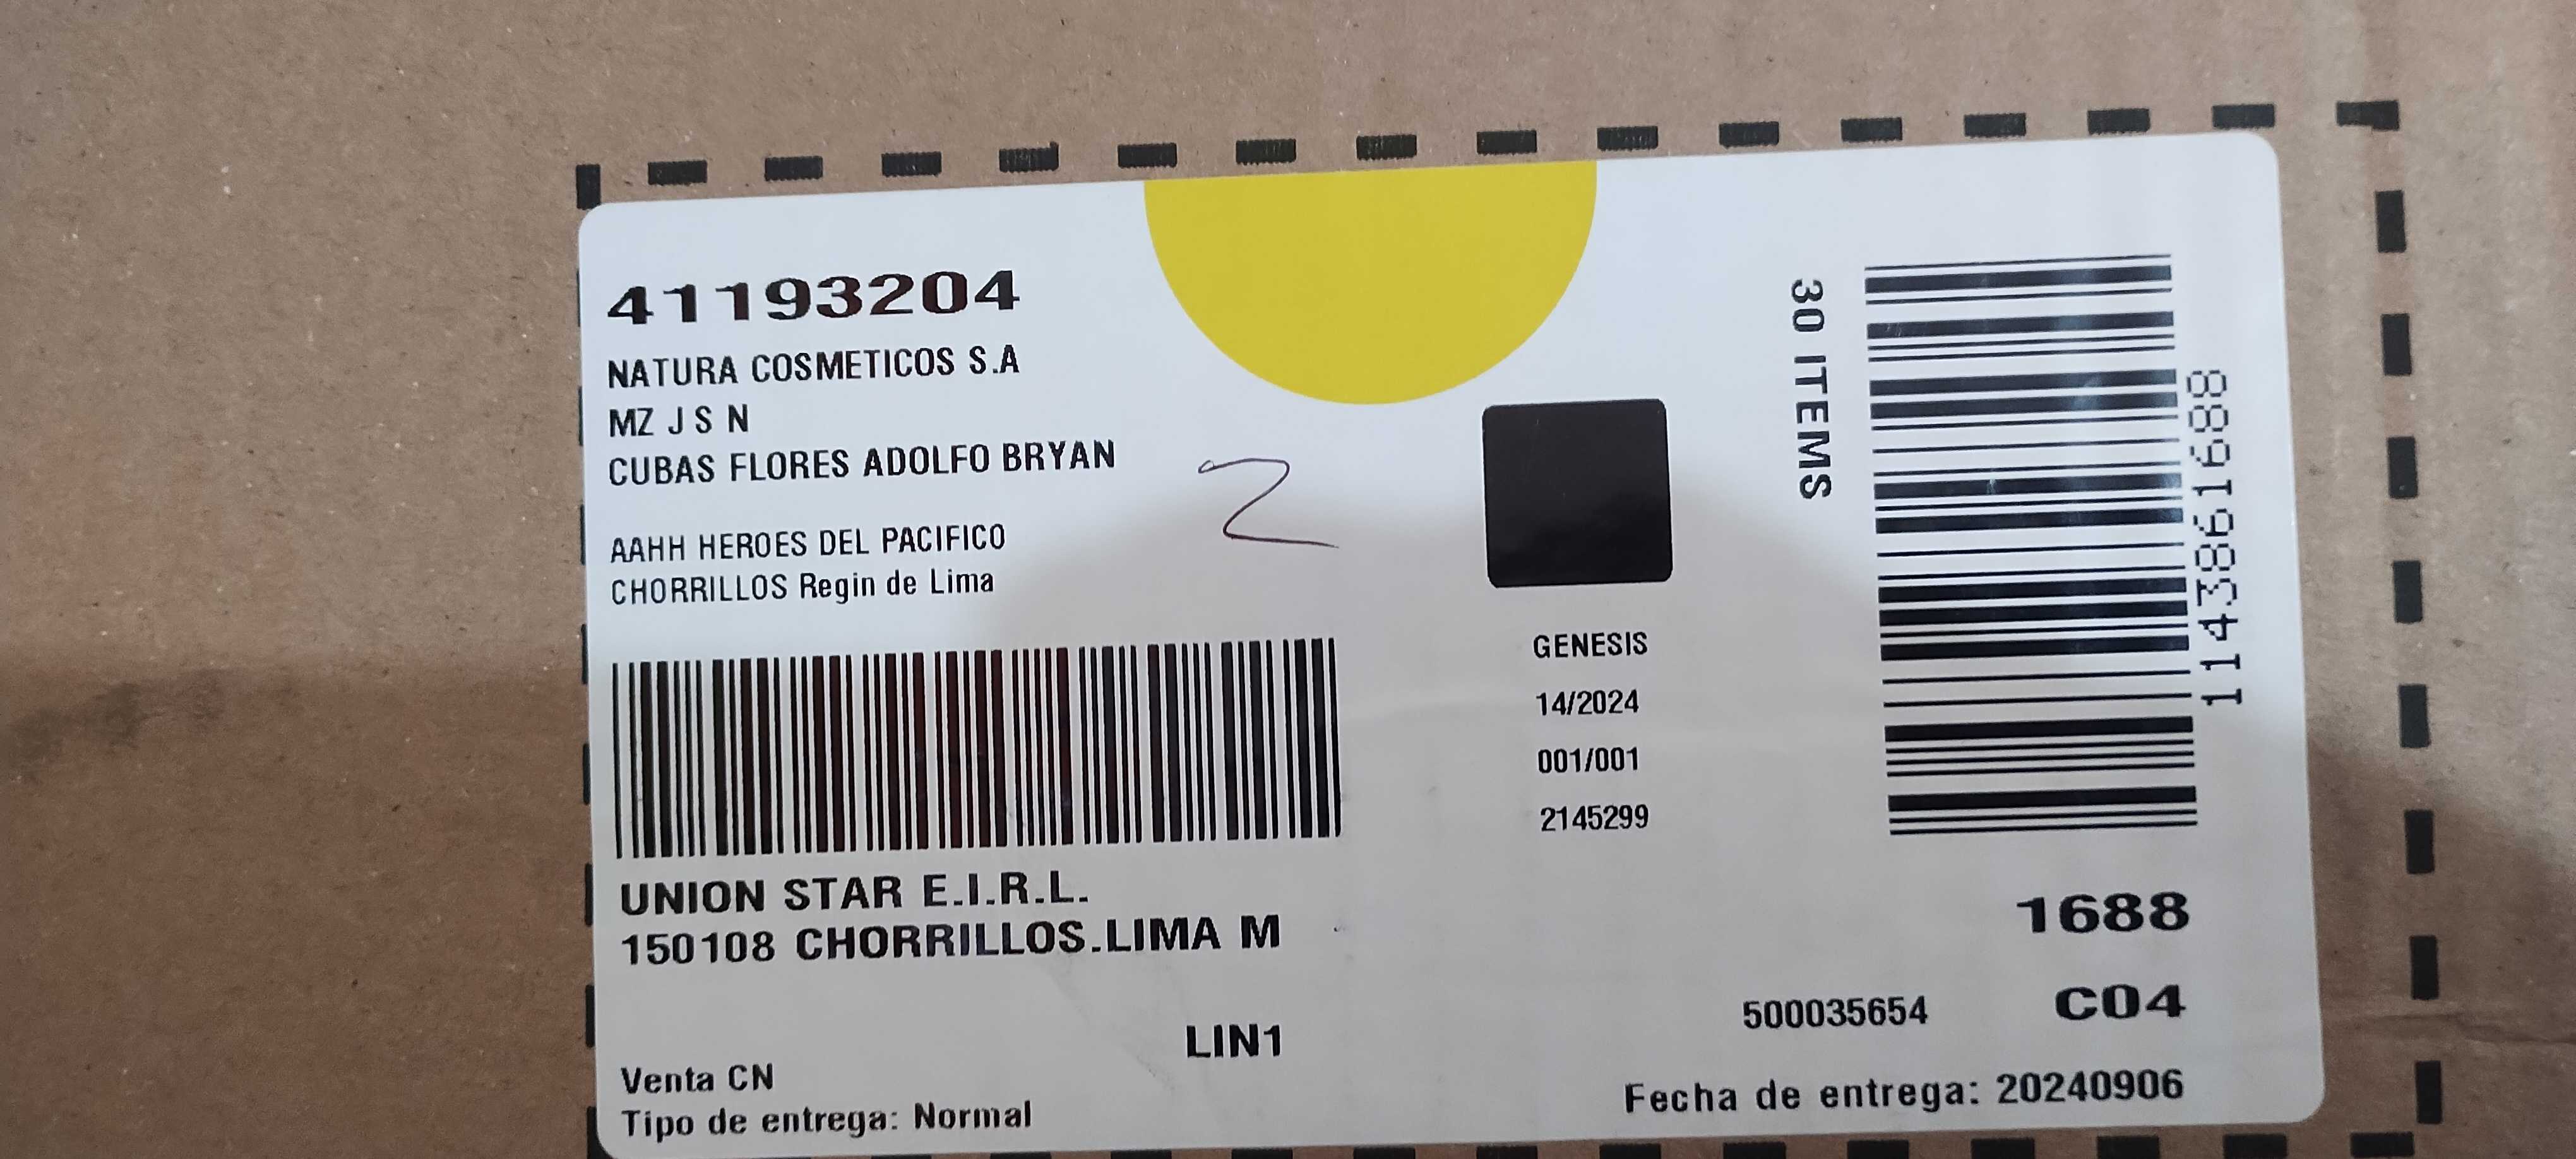 41193204
NATURA COSMETICOS S.A
MZ J S N
CUBAS FLORES ADOLFO BRYAN
2
AAHH HEROES DEL PACIFICO
CHORRILLOS Regin de Lima
UNION STAR E.I.R.L.
150108 CHORRILLOS.LIMA M
LIN1
Venta CN
Tipo de entrega: Normal
GENESIS
14/2024
001/001
2145299
30 ITEMS
1143861688
1688
500035654 C04
Fecha de entrega: 20240906